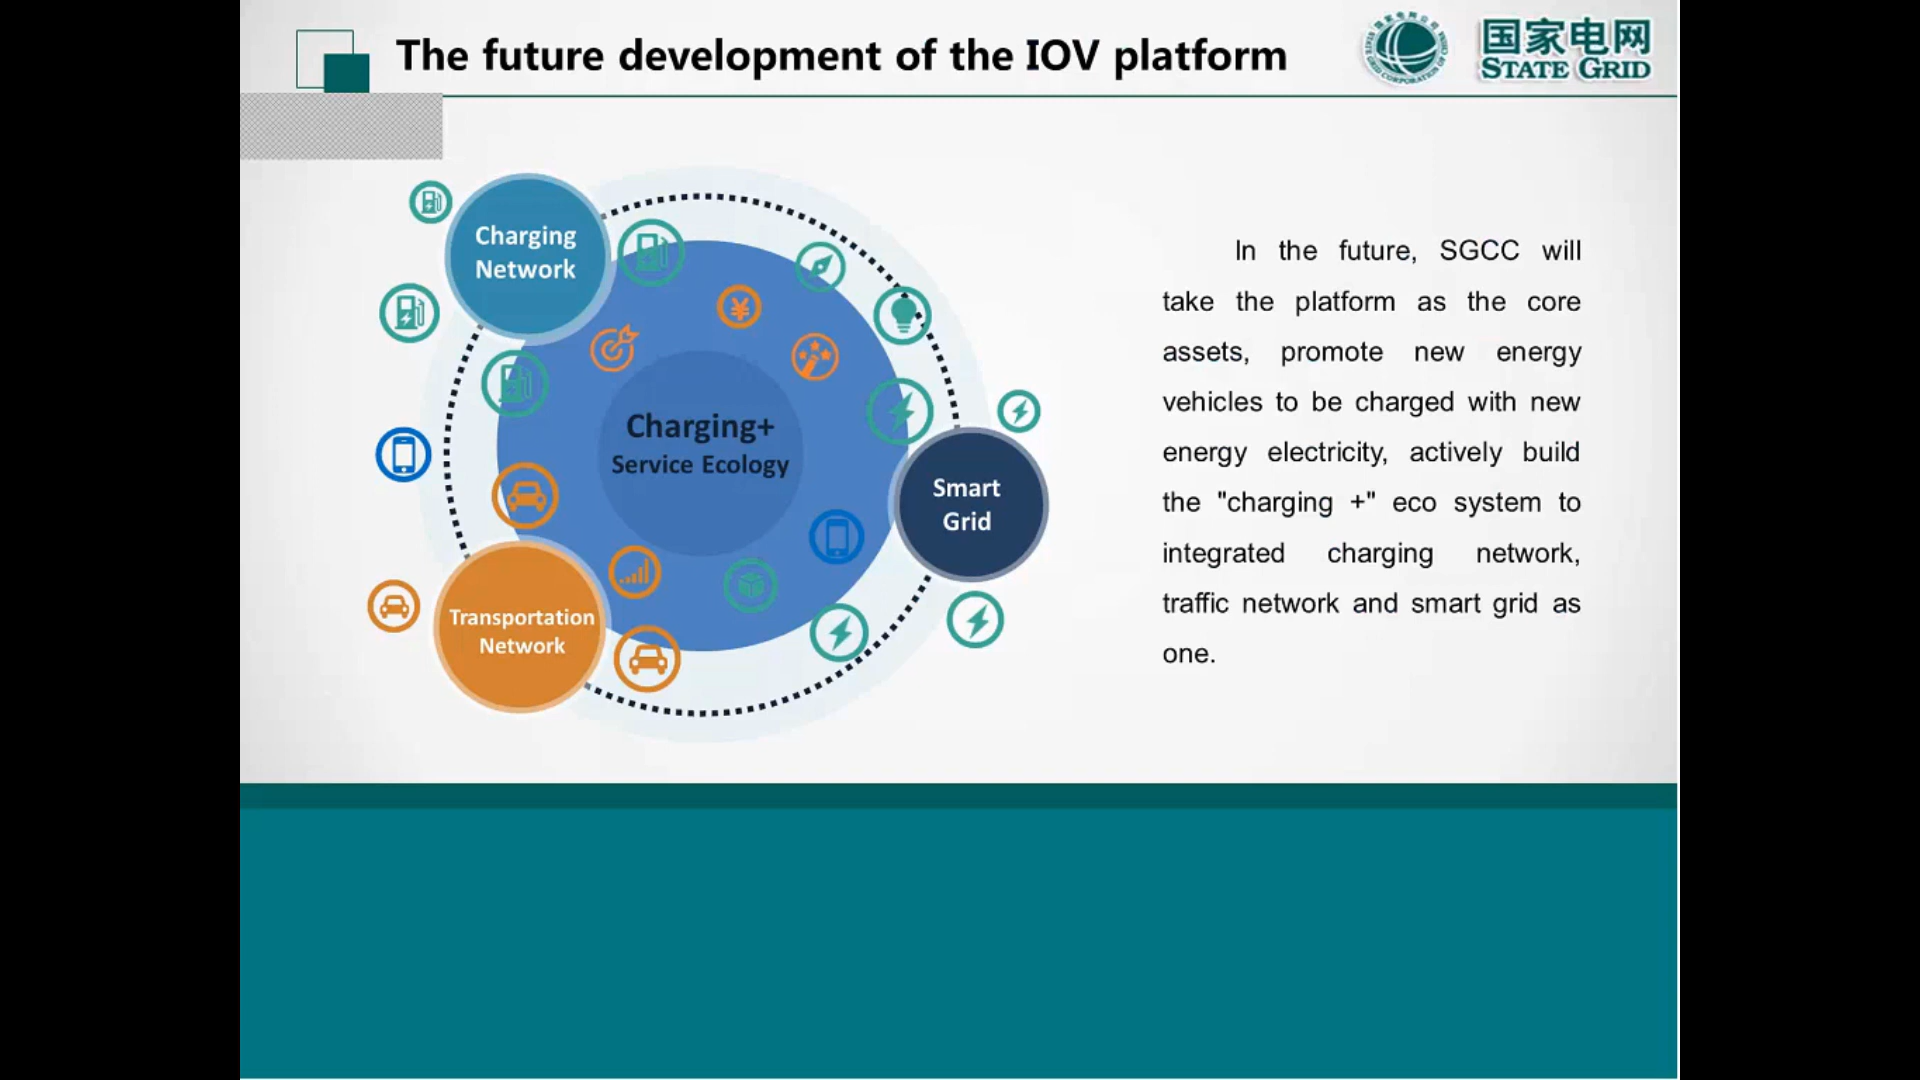 The future development of the IOV platform
国家电网
STATE GRID
Charging
Network
Charging+
Service Ecology
Smart
Grid
Transportation
Network
In the future, SGCC will
take the platform as the core
assets, promote new energy
vehicles to be charged with new
energy electricity, actively build
the "charging +" eco system to
integrated charging network,
traffic network and smart grid as
one.